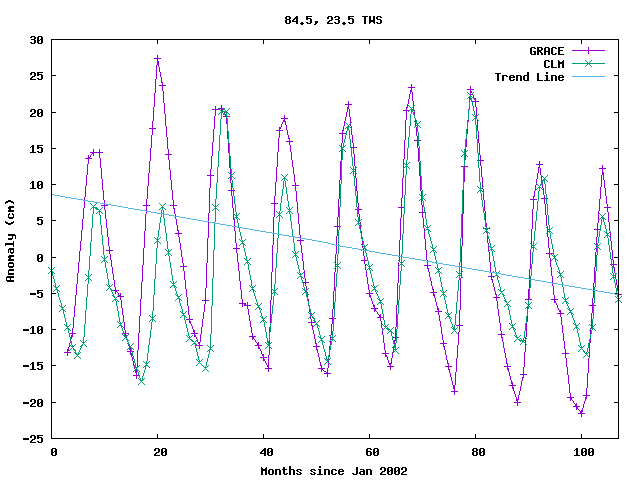 84.5, 23.5 TWS
30
25
20
15
10
5
0
-5
-10
-15
-20
-25
Anomaly (cm)
GRACE
CLM
Trend Line
0 20 40 60 80 100
Months since Jan 2002